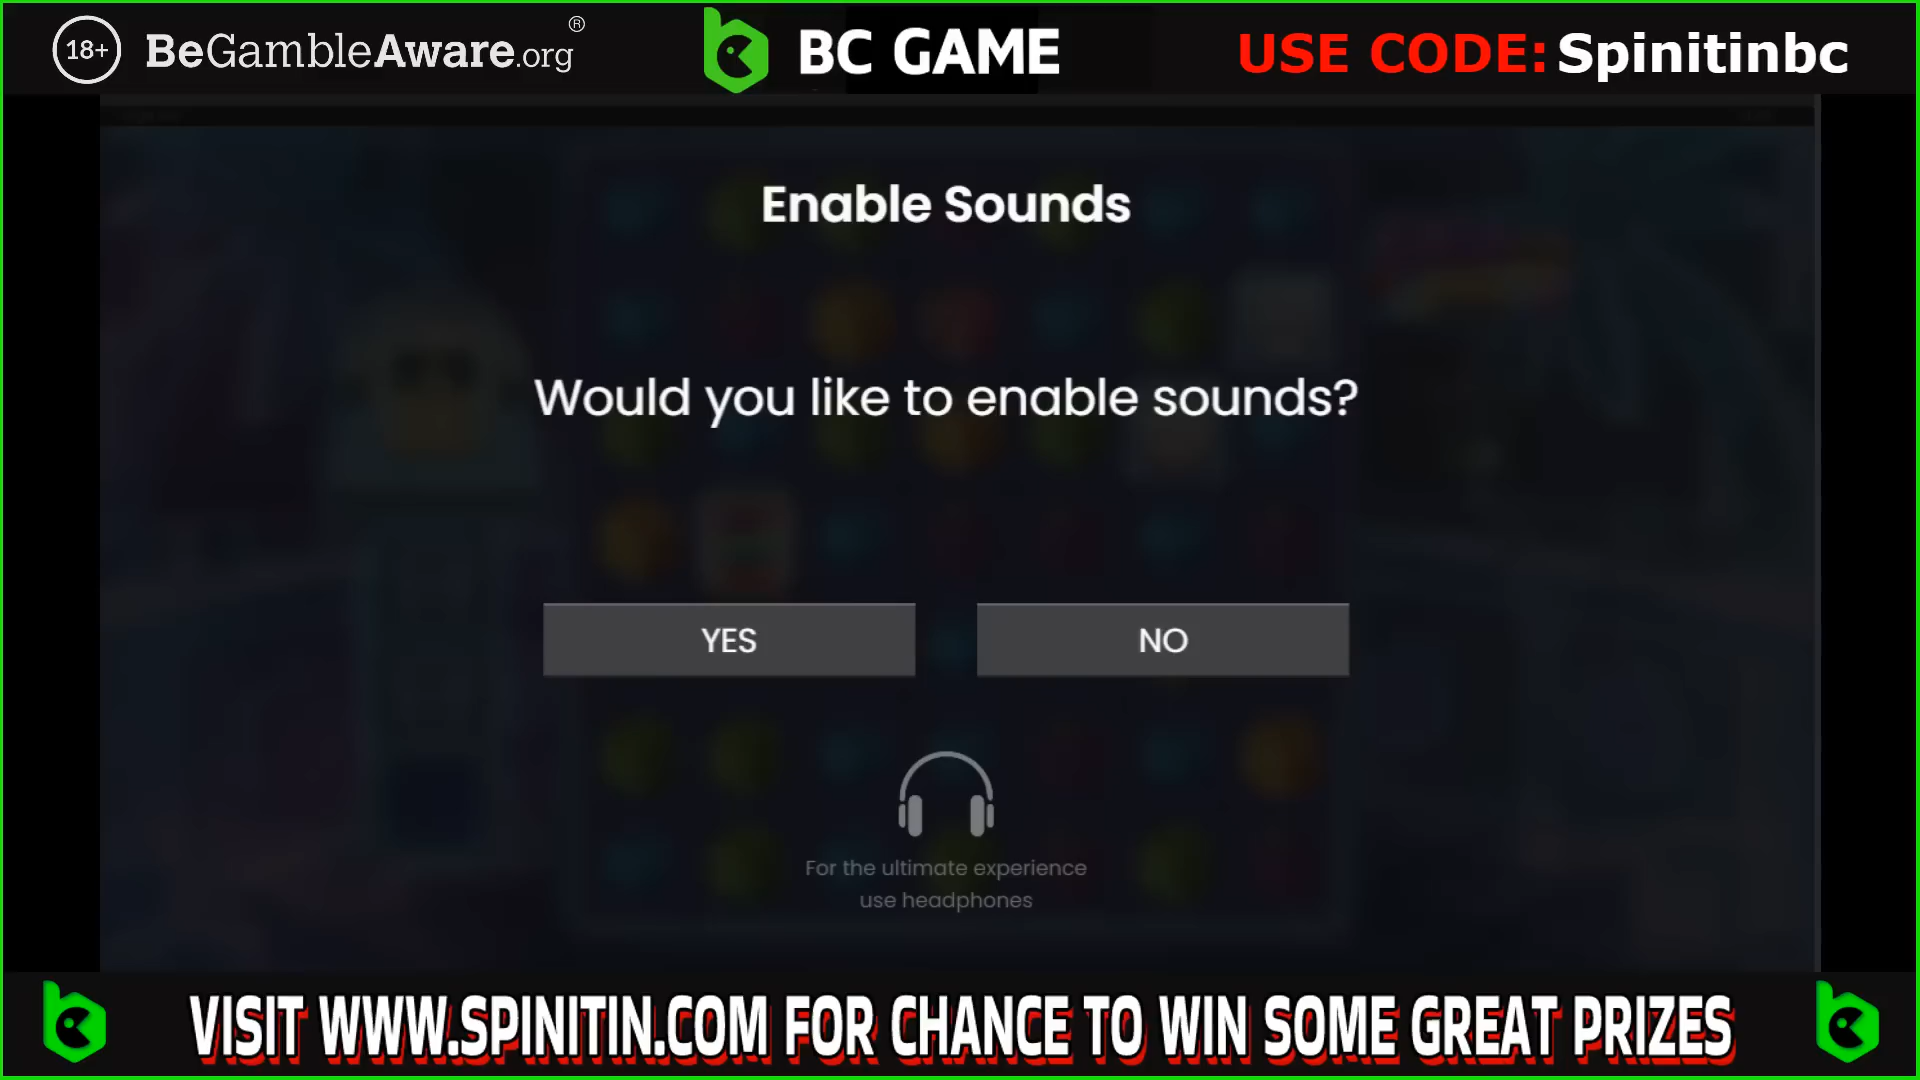 18+ BeGambleAware.org®
BC GAME
USE CODE: Spinitinbc
Enable Sounds
Would you like to enable sounds?
YES
NO
For the ultimate experience
use headphones
VISIT WWW.SPINITIN.COM FOR CHANCE TO WIN SOME GREAT PRIZES